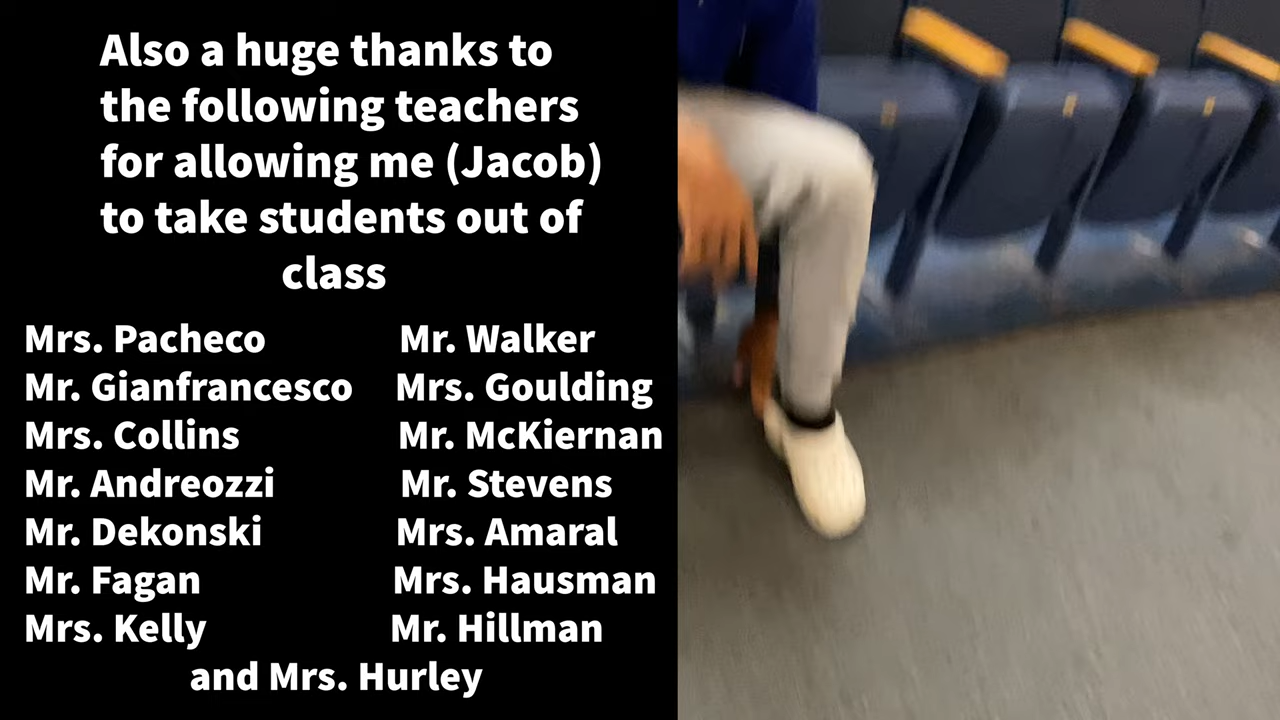 Also a huge thanks to
the following teachers
for allowing me (Jacob)
to take students out of
class
Mrs. Pacheco Mr. Walker
Mr. Gianfrancesco Mrs. Goulding
Mrs. Collins Mr. McKiernan
Mr. Andreozzi Mr. Stevens
Mr. Dekonski Mrs. Amaral
Mr. Fagan Mrs. Hausman
Mrs. Kelly Mr. Hillman
and Mrs. Hurley